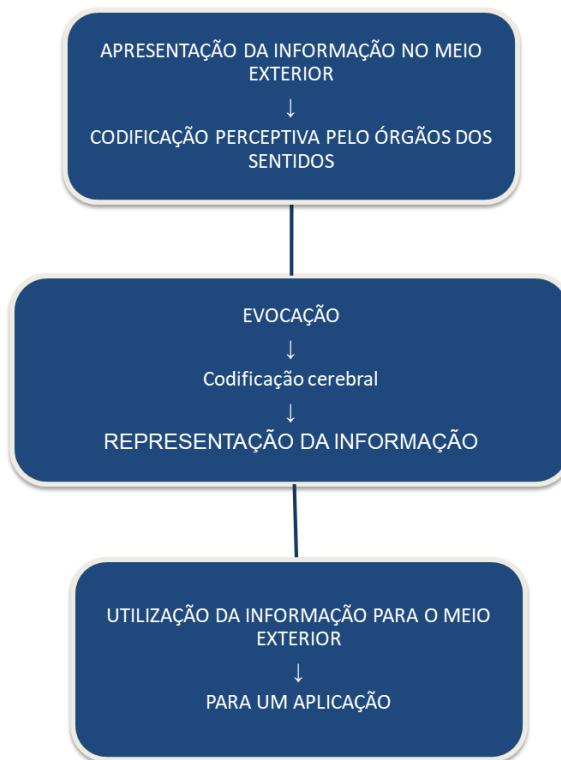 APRESENTAÇÃO DA INFORMAÇÃO NO MEIO
EXTERIOR
↓
CODIFICAÇÃO PERCEPTIVA PELO ÓRGÃOS DOS
SENTIDOS
EVOCAÇÃO
↓
Codificação cerebral
↓
REPRESENTAÇÃO DA INFORMAÇÃO
UTILIZAÇÃO DA INFORMAÇÃO PARA O MEIO
EXTERIOR
↓
PARA UM APLICAÇÃO